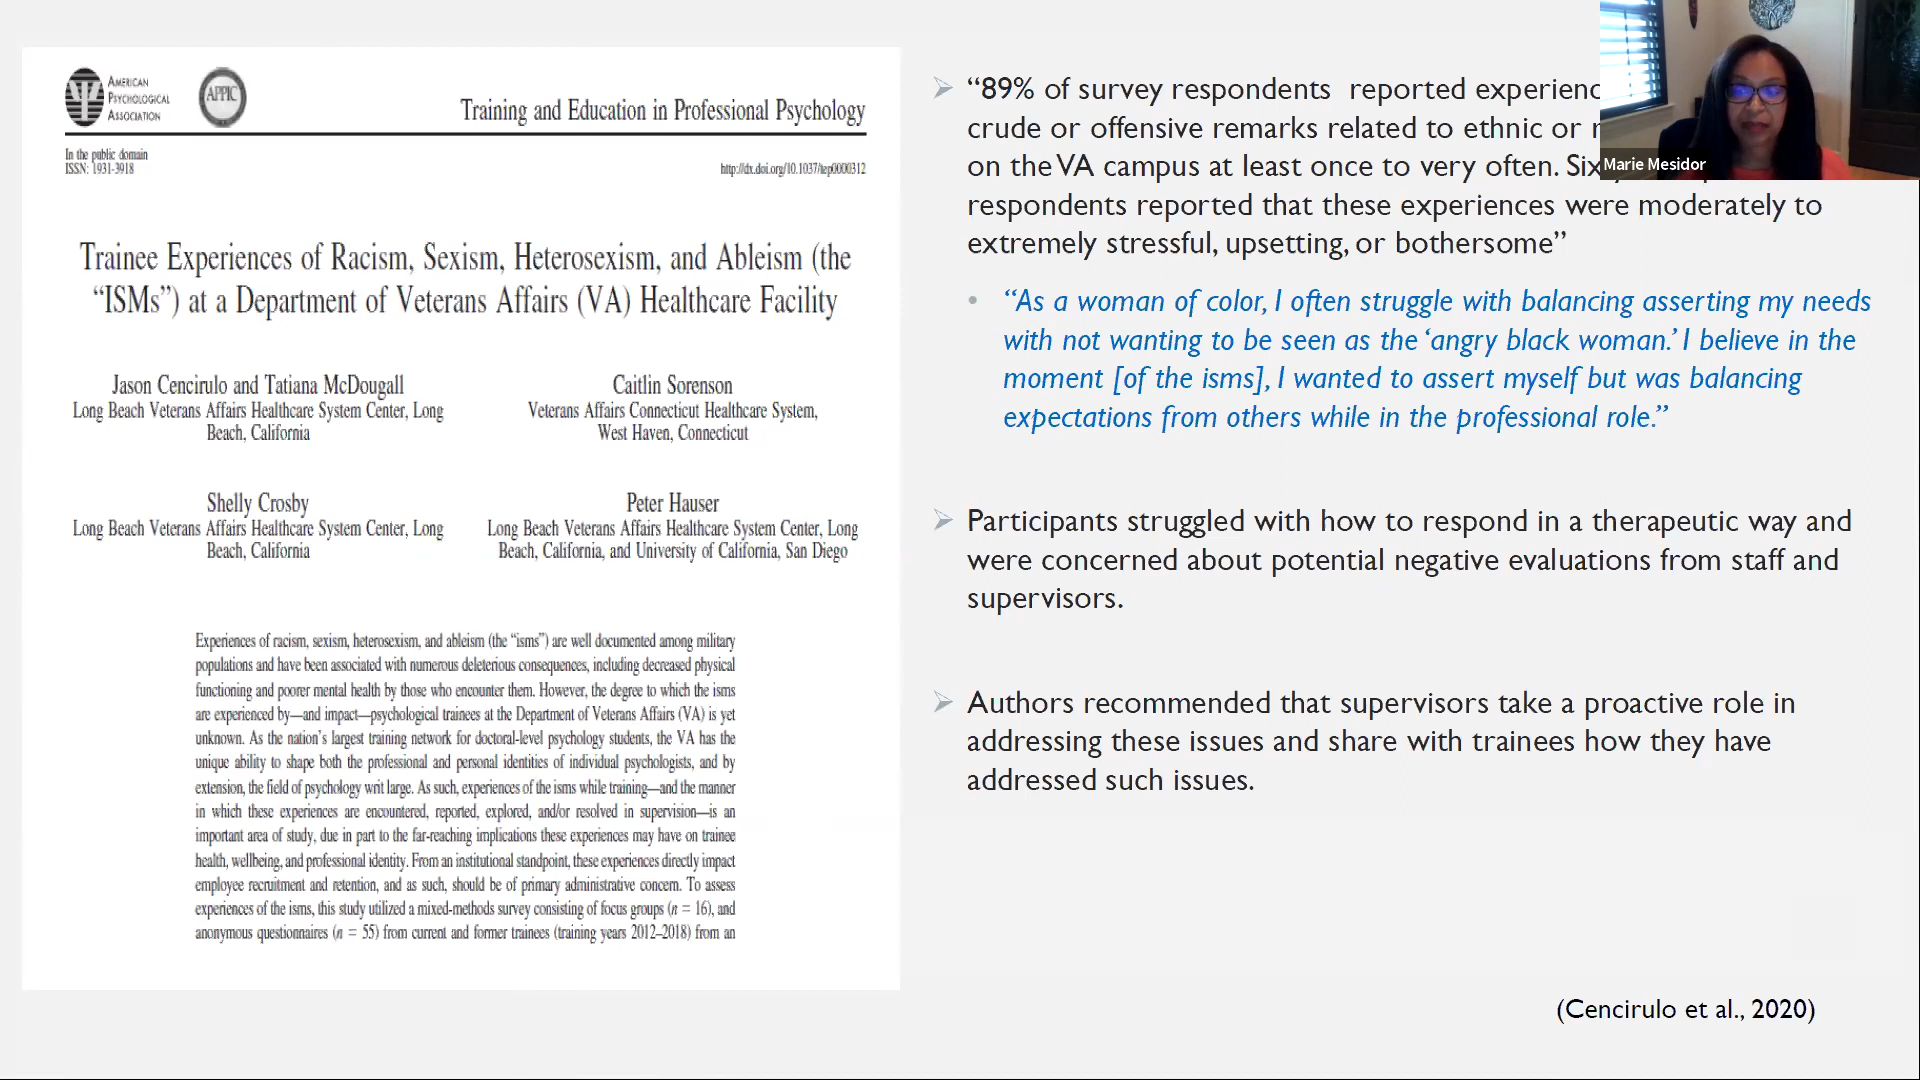 AMERICAN
PSYCHOLOGICAL
ASSOCIATION
APPIC
Training and Education in Professional Psychology
In the public domain
ISSN: 1931-3918
http://dx.doi.org/10.1037/tep0000312
Trainee Experiences of Racism, Sexism, Heterosexism, and Ableism (the
“ISMs”) at a Department of Veterans Affairs (VA) Healthcare Facility
Jason Cencirulo and Tatiana McDougall
Long Beach Veterans Affairs Healthcare System Center, Long
Beach, California
Caitlin Sorenson
Veterans Affairs Connecticut Healthcare System,
West Haven, Connecticut
Shelly Crosby
Long Beach Veterans Affairs Healthcare System Center, Long
Beach, California
Peter Hauser
Long Beach Veterans Affairs Healthcare System Center, Long
Beach, California, and University of California, San Diego
Experiences of racism, sexism, heterosexism, and ableism (the “isms”) are well documented among military
populations and have been associated with numerous deleterious consequences, including decreased physical
functioning and poorer mental health by those who encounter them. However, the degree to which the isms
are experienced by—and impact—psychological trainees at the Department of Veterans Affairs (VA) is yet
unknown. As the nation’s largest training network for doctoral-level psychology students, the VA has the
unique ability to shape both the professional and personal identities of individual psychologists, and by
extension, the field of psychology writ large. As such, experiences of the isms while training—and the manner
in which these experiences are encountered, reported, explored, and/or resolved in supervision—is an
important area of study, due in part to the far-reaching implications these experiences may have on trainee
health, wellbeing, and professional identity. From an institutional standpoint, these experiences directly impact
employee recruitment and retention, and as such, should be of primary administrative concern. To assess
experiences of the isms, this study utilized a mixed-methods survey consisting of focus groups (n = 16), and
anonymous questionnaires (n = 55) from current and former trainees (training years 2012–2018) from an
“89% of survey respondents reported
crude or offensive remarks related to ethnic or
on the VA campus at least once to very often.
respondents reported that these experiences were moderately to
extremely stressful, upsetting, or bothersome”
“As a woman of color, I often struggle with balancing asserting my needs
with not wanting to be seen as the ‘angry black woman.’ I believe in the
moment [of the isms], I wanted to assert myself but was balancing
expectations from others while in the professional role.”
Participants struggled with how to respond in a therapeutic way and
were concerned about potential negative evaluations from staff and
supervisors.
Authors recommended that supervisors take a proactive role in
addressing these issues and share with trainees how they have
addressed such issues.
(Cencirulo et al., 2020)
Marie Mesidor